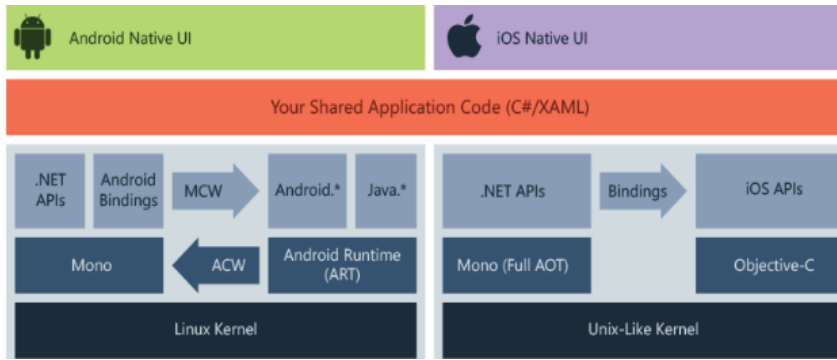 Android Native UI
iOS Native UI
Your Shared Application Code (C#/XAML)
.NET
APIs
Android
Bindings
MCW
Android.*
Java.*
.NET APIs
Bindings
iOS APIs
Mono
ACW
Android Runtime
(ART)
Mono (Full AOT)
Objective-C
Linux Kernel
Unix-Like Kernel